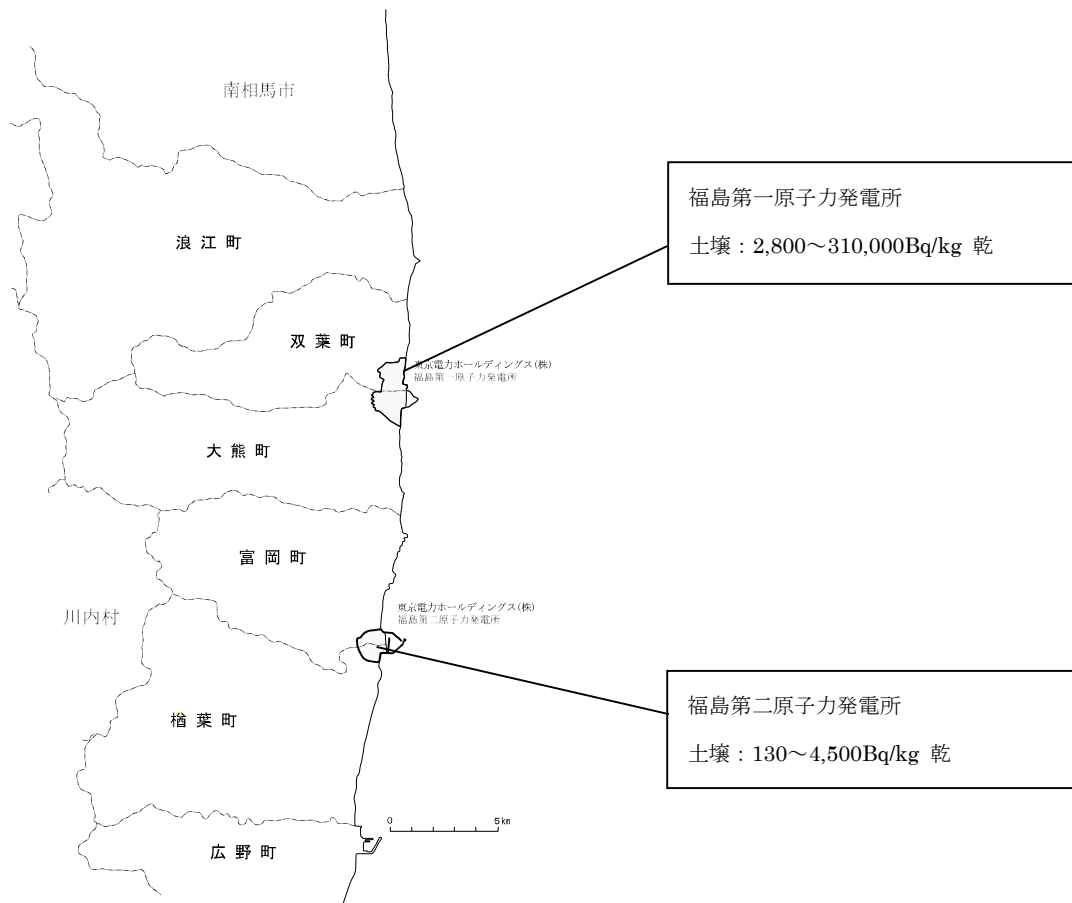 南相馬市
福島第一原子力発電所
土壌：2,800～310,000Bq/kg 乾
浪江町
双葉町
東京電力ホールディングス(株)
福島第一原子力発電所
大熊町
富岡町
東京電力ホールディングス(株)
福島第二原子力発電所
川内村
福島第二原子力発電所
土壌：130～4,500Bq/kg 乾
楢葉町
0 5km
広野町